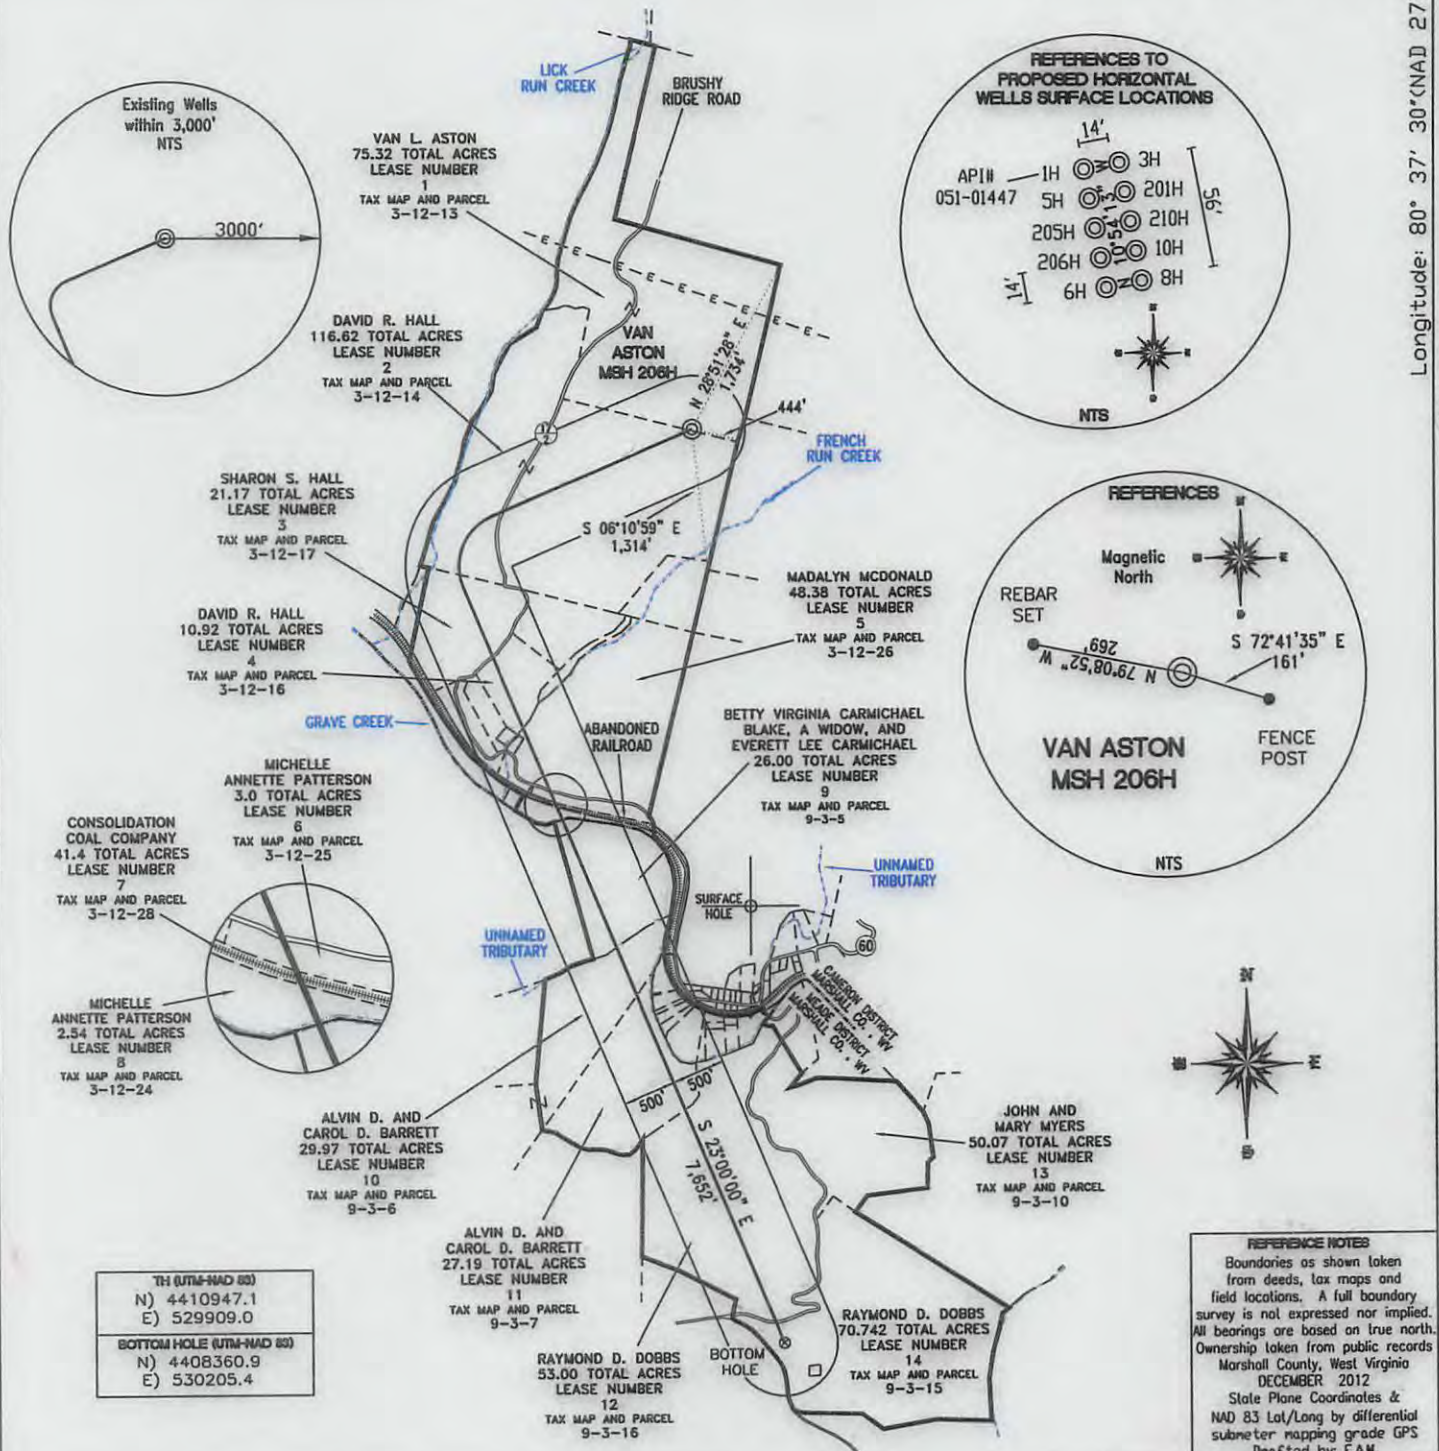 Longitude: 80° 37' 30"(NAD 27
LICK
RUN CREEK
BRUSHY
RIDGE ROAD
Existing Wells
within 3,000'
NTS
3000'
VAN L. ASTON
75.32 TOTAL ACRES
LEASE NUMBER
1
TAX MAP AND PARCEL
3-12-13
REFERENCES TO
PROPOSED HORIZONTAL
WELLS SURFACE LOCATIONS
14'
API#
051-01447
1H
3H
5H
201H
205H
210H
206H
10H
6H
8H
56'
14'
NTS
DAVID R. HALL
116.62 TOTAL ACRES
LEASE NUMBER
2
TAX MAP AND PARCEL
3-12-14
VAN
ASTON
MSH 206H
N 28°51'28" E
1,734'
444'
FRENCH
RUN CREEK
SHARON S. HALL
21.17 TOTAL ACRES
LEASE NUMBER
3
TAX MAP AND PARCEL
3-12-17
S 06°10'59" E
1,314'
REFERENCES
Magnetic
North
REBAR
SET
N 79°08'52" W
269'
S 72°41'35" E
161'
VAN ASTON
MSH 206H
FENCE
POST
NTS
DAVID R. HALL
10.92 TOTAL ACRES
LEASE NUMBER
4
TAX MAP AND PARCEL
3-12-16
MADALYN MCDONALD
48.38 TOTAL ACRES
LEASE NUMBER
5
TAX MAP AND PARCEL
3-12-26
GRAVE CREEK
ABANDONED
RAILROAD
BETTY VIRGINIA CARMICHAEL
BLAKE, A WIDOW, AND
EVERETT LEE CARMICHAEL
26.00 TOTAL ACRES
LEASE NUMBER
9
TAX MAP AND PARCEL
9-3-5
MICHELLE
ANNETTE PATTERSON
3.0 TOTAL ACRES
LEASE NUMBER
6
TAX MAP AND PARCEL
3-12-25
CONSOLIDATION
COAL COMPANY
41.4 TOTAL ACRES
LEASE NUMBER
7
TAX MAP AND PARCEL
3-12-28
UNNAMED
TRIBUTARY
SURFACE
HOLE
60
UNNAMED
TRIBUTARY
CAMERON DISTRICT
MARSHALL CO., WV
MEADE DISTRICT
MARSHALL CO., WV
MICHELLE
ANNETTE PATTERSON
2.54 TOTAL ACRES
LEASE NUMBER
8
TAX MAP AND PARCEL
3-12-24
500'
500'
S 23°00'00" E
7,652'
ALVIN D. AND
CAROL D. BARRETT
29.97 TOTAL ACRES
LEASE NUMBER
10
TAX MAP AND PARCEL
9-3-6
JOHN AND
MARY MYERS
50.07 TOTAL ACRES
LEASE NUMBER
13
TAX MAP AND PARCEL
9-3-10
ALVIN D. AND
CAROL D. BARRETT
27.19 TOTAL ACRES
LEASE NUMBER
11
TAX MAP AND PARCEL
9-3-7
TH (UTM-NAD 83)
N) 4410947.1
E) 529909.0
BOTTOM HOLE (UTM-NAD 83)
N) 4408360.9
E) 530205.4
RAYMOND D. DOBBS
53.00 TOTAL ACRES
LEASE NUMBER
12
TAX MAP AND PARCEL
9-3-16
BOTTOM
HOLE
RAYMOND D. DOBBS
70.742 TOTAL ACRES
LEASE NUMBER
14
TAX MAP AND PARCEL
9-3-15
REFERENCE NOTES
Boundaries as shown taken
from deeds, tax maps and
field locations. A full boundary
survey is not expressed nor implied.
All bearings are based on true north.
Ownership taken from public records
Marshall County, West Virginia
DECEMBER 2012
State Plane Coordinates &
NAD 83 Lat/Long by differential
submeter mapping grade GPS